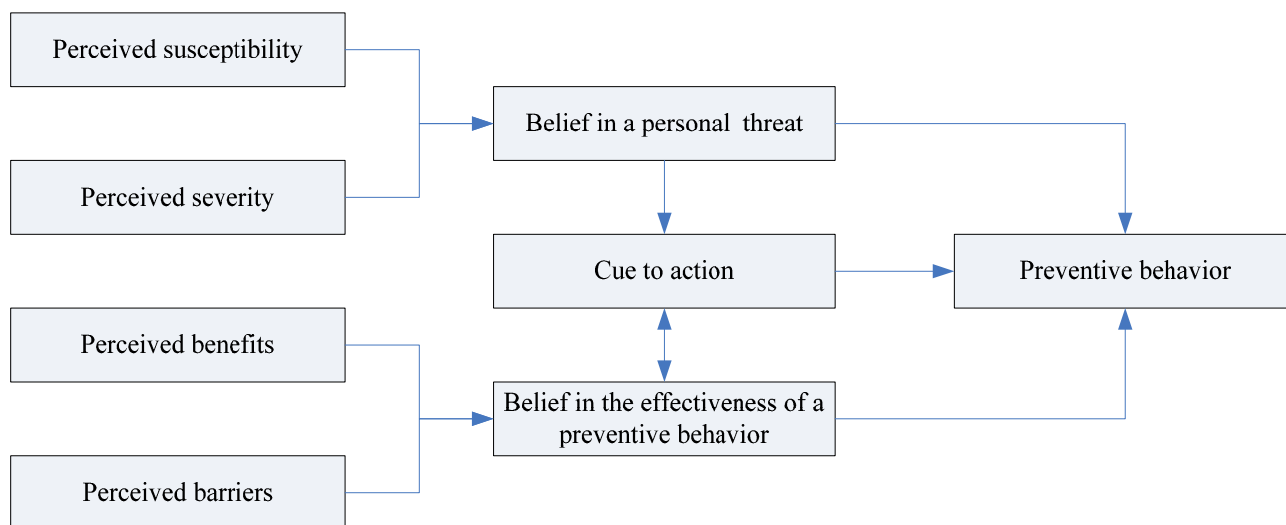 Perceived susceptibility
Belief in a personal threat
Perceived severity
Cue to action
Preventive behavior
Perceived benefits
Belief in the effectiveness of a
preventive behavior
Perceived barriers